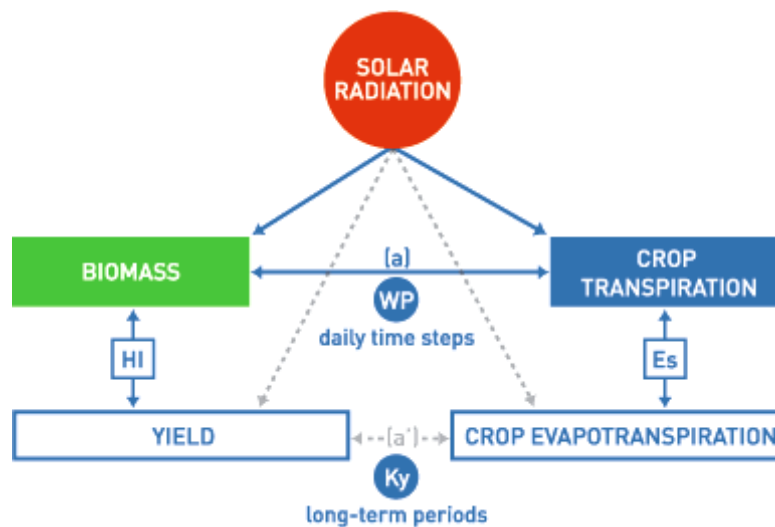 SOLAR
RADIATION
BIOMASS
(a)
WP
daily time steps
CROP
TRANSPIRATION
HI
Es
YIELD
(a')
CROP EVAPOTRANSPIRATION
Ky
long-term periods